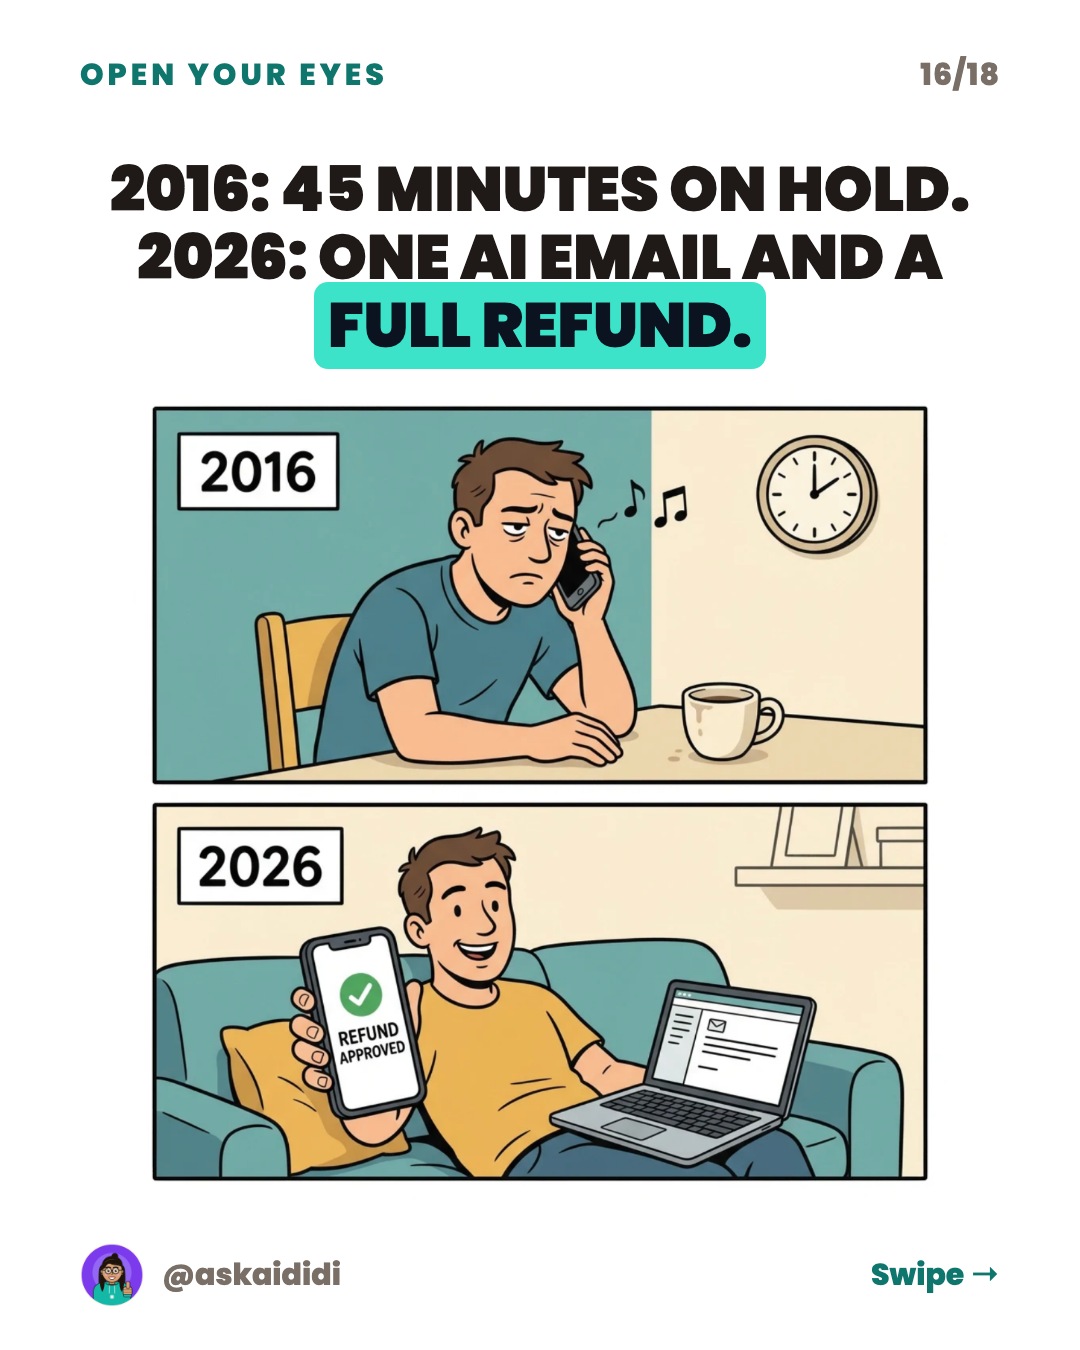 OPEN YOUR EYES
16/18
2016: 45 MINUTES ON HOLD.
2026: ONE AI EMAIL AND A
FULL REFUND.
2016
2026
REFUND
APPROVED
@askaididi
Swipe →